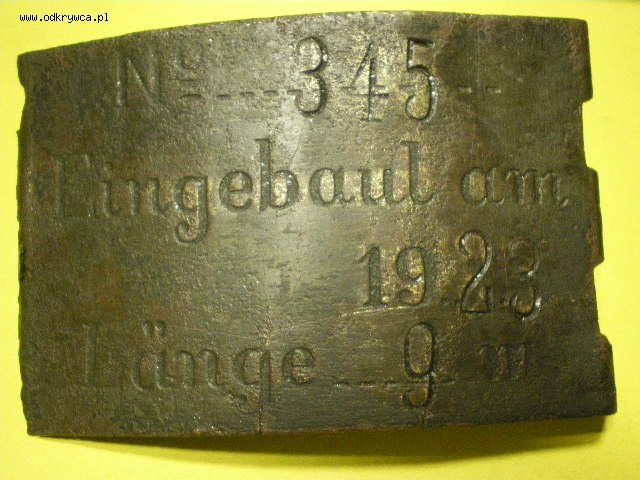 www.odkrywca.pl
No 345
Eingebaut am
1923
Länge 9 m